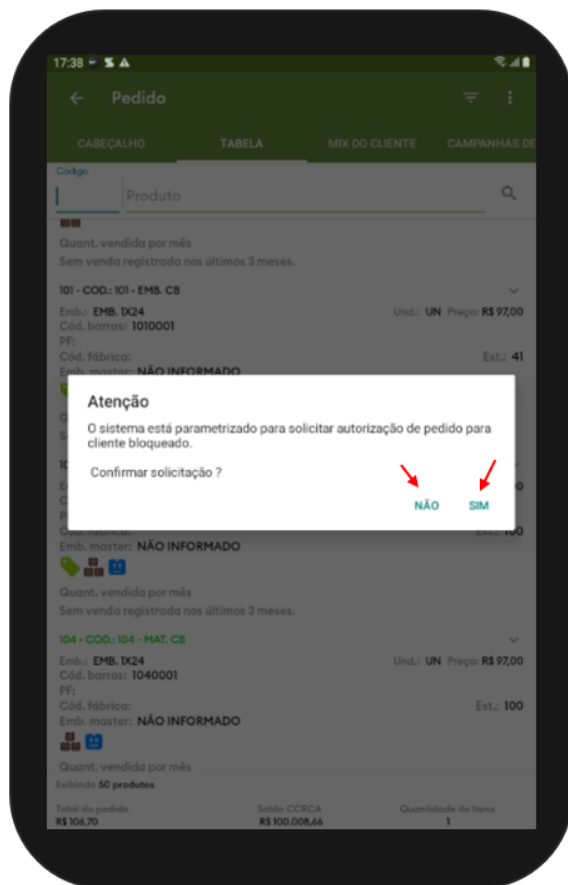 17:38
Pedido
CABEÇALHO TABELA MIX DO CLIENTE CAMPANHAS DE
Código
Produto
Quant. vendida por mês
Sem venda registrada nos últimos 3 meses.
101 - COD.: 101 - EMB. CB
Emb.: EMB. 1X24 Und.: UN Preço: R$ 97,00
Cód. barras: 1010001
PF:
Cód. fábrica: Est.: 41
Emb. master: NÃO INFORMADO
Atenção
O sistema está parametrizado para solicitar autorização de pedido para
cliente bloqueado.
Confirmar solicitação ?
NÃO SIM
Cód. fábrica: Est.: 100
Emb. master: NÃO INFORMADO
Quant. vendida por mês
Sem venda registrada nos últimos 3 meses.
104 - COD.: 104 - MAT. CB
Emb.: EMB. 1X24 Und.: UN Preço: R$ 97,00
Cód. barras: 1040001
PF:
Cód. fábrica: Est.: 100
Emb. master: NÃO INFORMADO
Quant. vendida por mês
Exibindo 50 produtos
Total do pedido Saldo CCRCA Quantidade de Itens
R$ 106,70 R$ 100.008,66 1